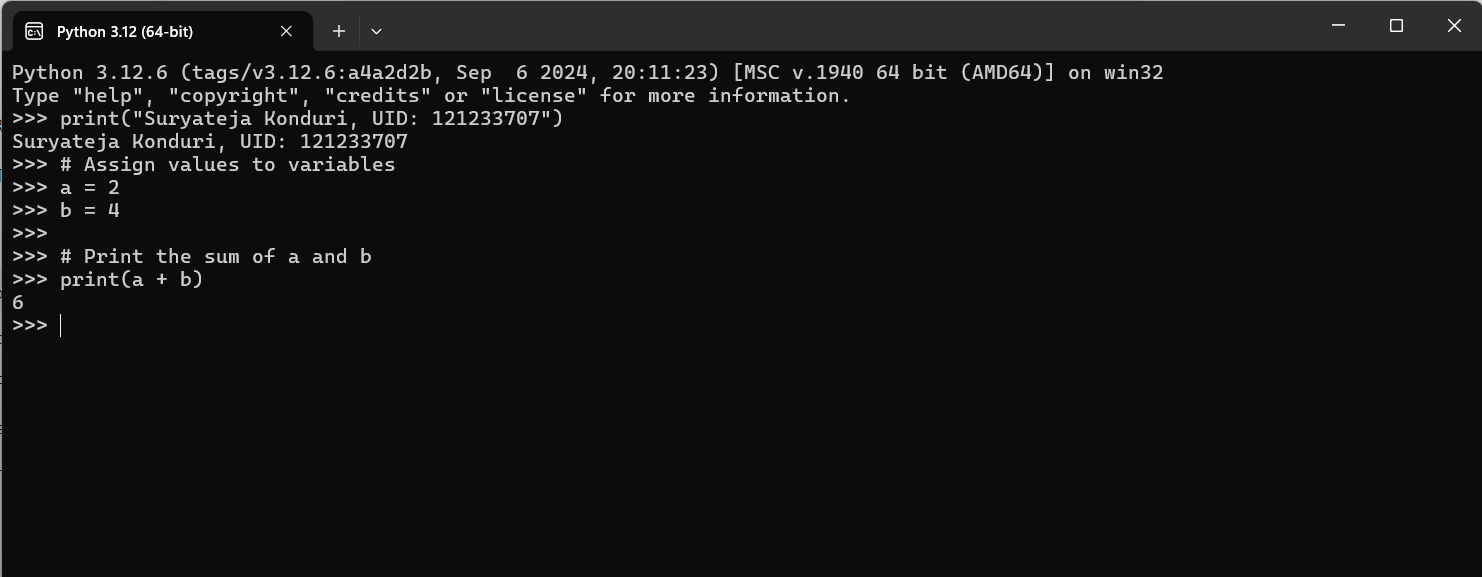 Python 3.12 (64-bit)
Python 3.12.6 (tags/v3.12.6:a4a2d2b, Sep  6 2024, 20:11:23) [MSC v.1940 64 bit (AMD64)] on win32
Type "help", "copyright", "credits" or "license" for more information.
>>> print("Suryateja Konduri, UID: 121233707")
Suryateja Konduri, UID: 121233707
>>> # Assign values to variables
>>> a = 2
>>> b = 4
>>>
>>> # Print the sum of a and b
>>> print(a + b)
6
>>>